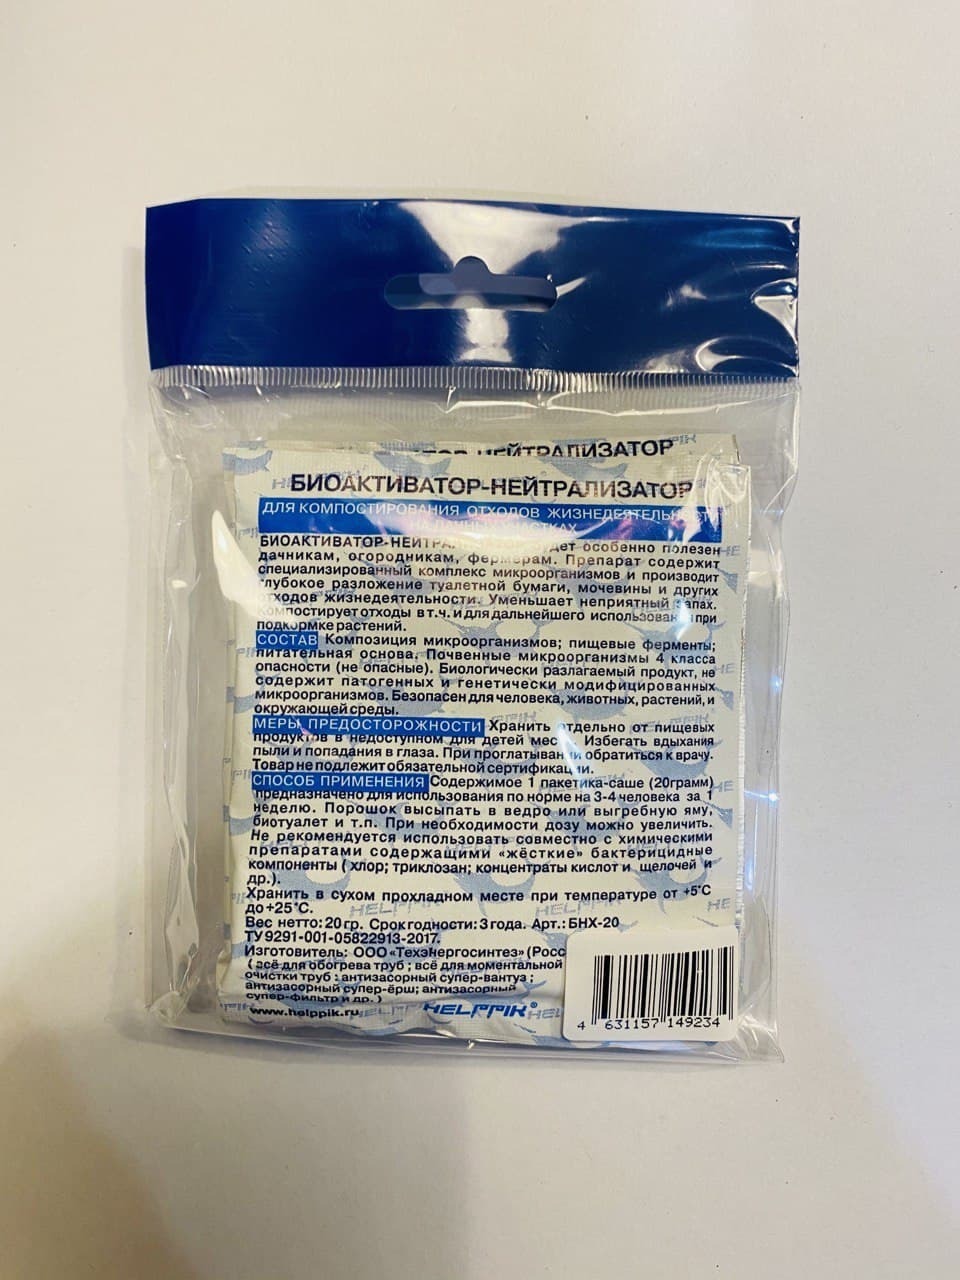 НЕЙТРАЛИЗАТОР
БИОАКТИВАТОР-НЕЙТРАЛИЗАТОР
ДЛЯ КОМПОСТИРОВАНИЯ ОТХОДОВ ЖИЗНЕДЕЯТЕЛЬНОСТИ
НА ДАЧНЫХ УЧАСТКАХ
БИОАКТИВАТОР-НЕЙТРАЛИЗАТОР будет особенно полезен
дачникам, огородникам, фермерам. Препарат содержит
специализированный комплекс микроорганизмов и производит
глубокое разложение туалетной бумаги, мочевины и других
отходов жизнедеятельности. Уменьшает неприятный запах.
Компостирует отходы в т.ч. и для дальнейшего использования при
подкормке растений.
СОСТАВ Композиция микроорганизмов; пищевые ферменты;
питательная основа. Почвенные микроорганизмы 4 класса
опасности (не опасные). Биологически разлагаемый продукт, не
содержит патогенных и генетически модифицированных
микроорганизмов. Безопасен для человека, животных, растений, и
окружающей среды.
МЕРЫ ПРЕДОСТОРОЖНОСТИ Хранить отдельно от пищевых
продуктов в недоступном для детей месте. Избегать вдыхания
пыли и попадания в глаза. При проглатывании обратиться к врачу.
Товар не подлежит обязательной сертификации.
СПОСОБ ПРИМЕНЕНИЯ Содержимое 1 пакетика-саше (20грамм)
предназначено для использования по норме на 3-4 человека за 1
неделю. Порошок высыпать в ведро или выгребную яму,
биотуалет и т.п. При необходимости дозу можно увеличить.
Не рекомендуется использовать совместно с химическими
препаратами содержащими «жёсткие» бактерицидные
компоненты ( хлор; триклозан; концентраты кислот и щелочей и
др.).
Хранить в сухом прохладном месте при температуре от +5°С
до +25°С.
Вес нетто: 20 гр. Срок годности: 3 года. Арт.: БНХ-20
ТУ 9291-001-05822913-2017.
Изготовитель: ООО «Техэнергосинтез» (Росс
( всё для обогрева труб ; всё для моментальной
очистки труб : антизасорный супер-вантуз ;
антизасорный супер-ёрш; антизасорный
супер-фильтр и др. )
www.helppik.ru HELPPIK®
4 631157 149234